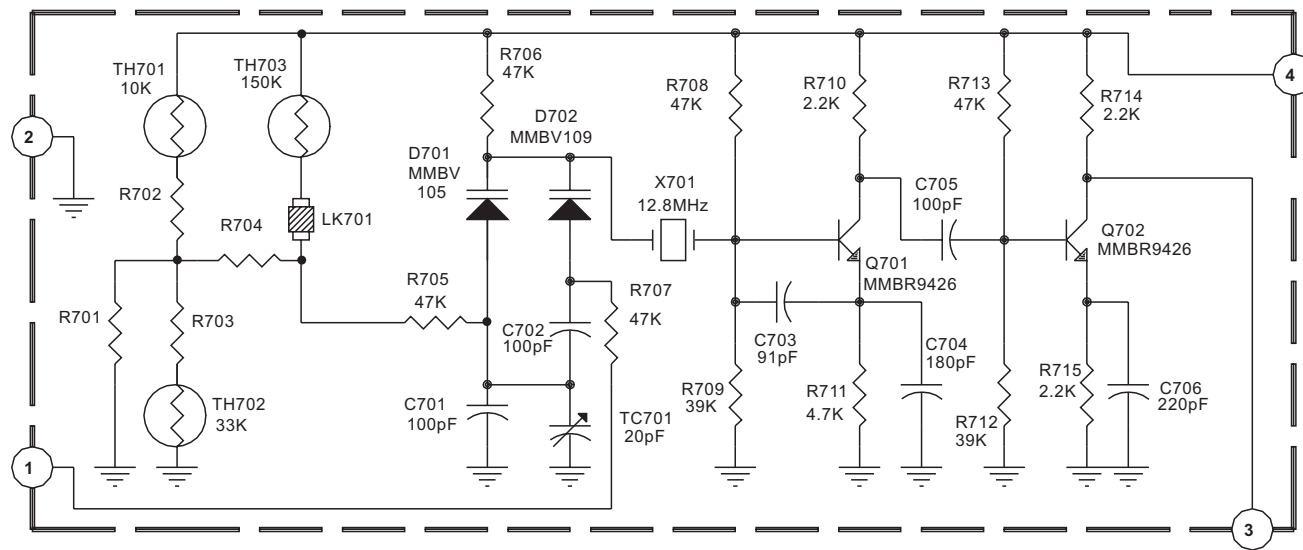 TH701
10K
TH703
150K
R706
47K
R708
47K
R710
2.2K
R713
47K
R714
2.2K
4
2
D702
MMBV109
D701
MMBV
105
X701
12.8MHz
C705
100pF
R702
LK701
R704
Q702
MMBR9426
Q701
MMBR9426
R705
47K
R707
47K
R701
R703
C702
100pF
C703
91pF
C704
180pF
R709
39K
R711
4.7K
R712
39K
R715
2.2K
C706
220pF
TH702
33K
C701
100pF
TC701
20pF
1
3